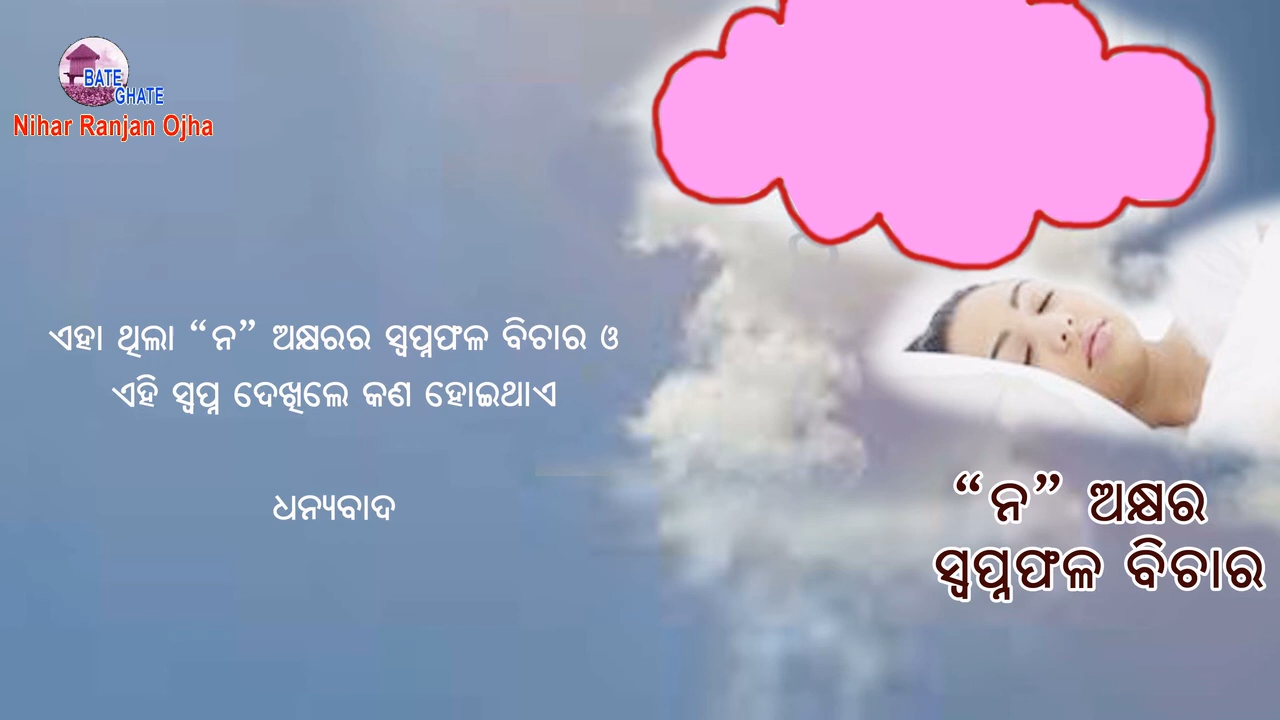 BATE
GHATE
Nihar Ranjan Ojha
ଏହା ଥିଲା “ନ” ଅକ୍ଷରର ସ୍ୱପ୍ନଫଳ ବିଚାର ଓ
ଏହି ସ୍ୱପ୍ନ ଦେଖିଲେ କଣ ହୋଇଥାଏ
ଧନ୍ୟବାଦ
“ନ” ଅକ୍ଷର
ସ୍ୱପ୍ନଫଳ ବିଚାର